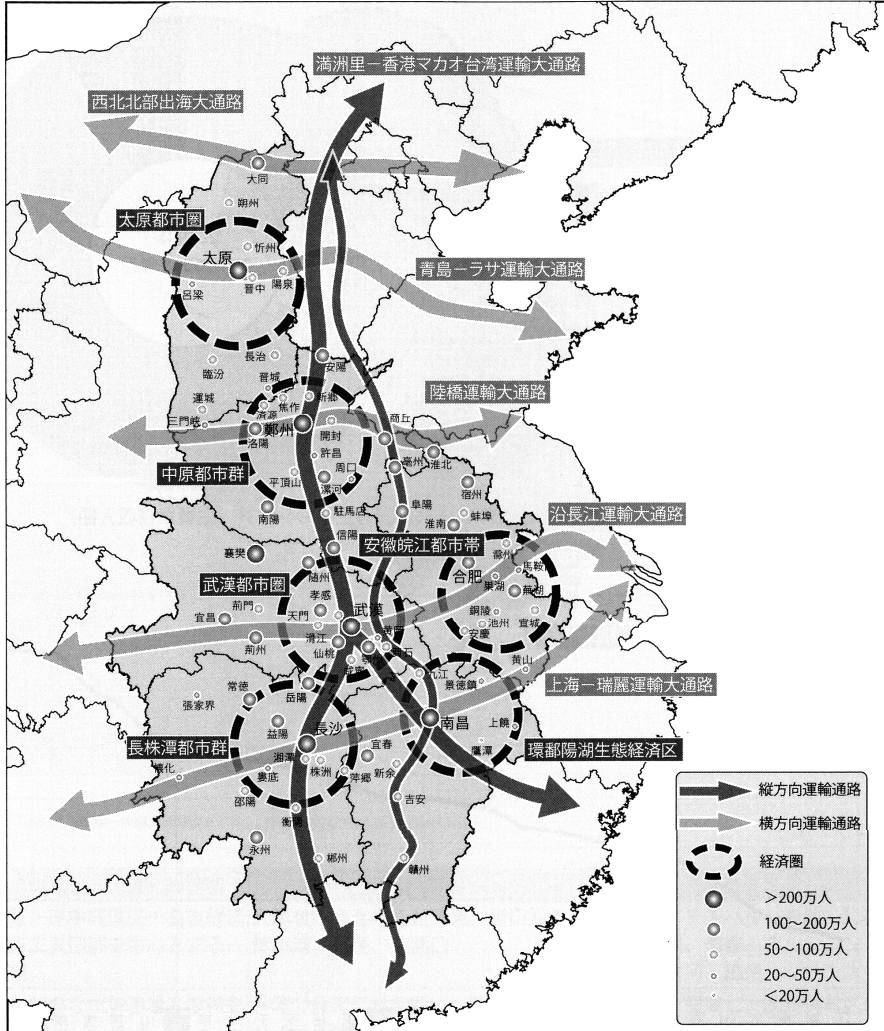 満洲里－香港マカオ台湾運輸大通路
西北北部出海大通路
大同
朔州
太原都市圏
忻州
太原
晋中
陽泉
呂梁
青島－ラサ運輸大通路
長治
安陽
臨汾
晋城
陸橋運輸大通路
運城
済源
焦作
新郷
三門峡
鄭州
商丘
洛陽
開封
許昌
亳州
淮北
中原都市群
周口
平頂山
漯河
宿州
南陽
駐馬店
阜陽
淮南
蚌埠
沿長江運輸大通路
信陽
安徽皖江都市帯
襄樊
滁州
合肥
馬鞍
武漢都市圏
随州
巣湖
蕪湖
孝感
荊門
天門
武漢
銅陵
宜昌
池州
宣城
潜江
黄岡
安慶
荊州
仙桃
黄石
鄂州
咸寧
黄山
九江
景徳鎮
上海－瑞麗運輸大通路
岳陽
常徳
張家界
益陽
長沙
南昌
上饒
長株潭都市群
宜春
鷹潭
環鄱陽湖生態経済区
湘潭
株洲
新余
懐化
婁底
萍郷
邵陽
吉安
衡陽
永州
郴州
贛州
縦方向運輸通路
横方向運輸通路
経済圏
＞200万人
100～200万人
50～100万人
20～50万人
＜20万人